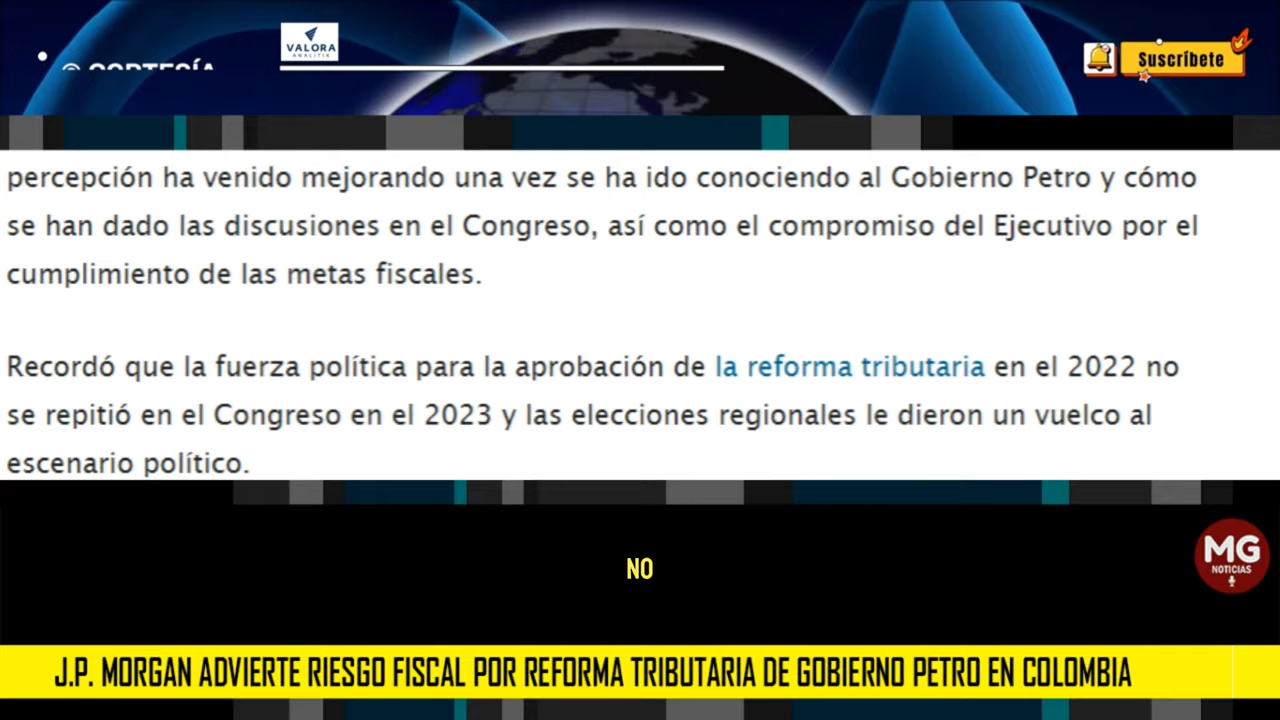 VALORA
ANALITIK
Suscríbete
percepción ha venido mejorando una vez se ha ido conociendo al Gobierno Petro y cómo
se han dado las discusiones en el Congreso, así como el compromiso del Ejecutivo por el
cumplimiento de las metas fiscales.
Recordó que la fuerza política para la aprobación de la reforma tributaria en el 2022 no
se repitió en el Congreso en el 2023 y las elecciones regionales le dieron un vuelco al
escenario político.
NO
MG
NOTICIAS
J.P. MORGAN ADVIERTE RIESGO FISCAL POR REFORMA TRIBUTARIA DE GOBIERNO PETRO EN COLOMBIA